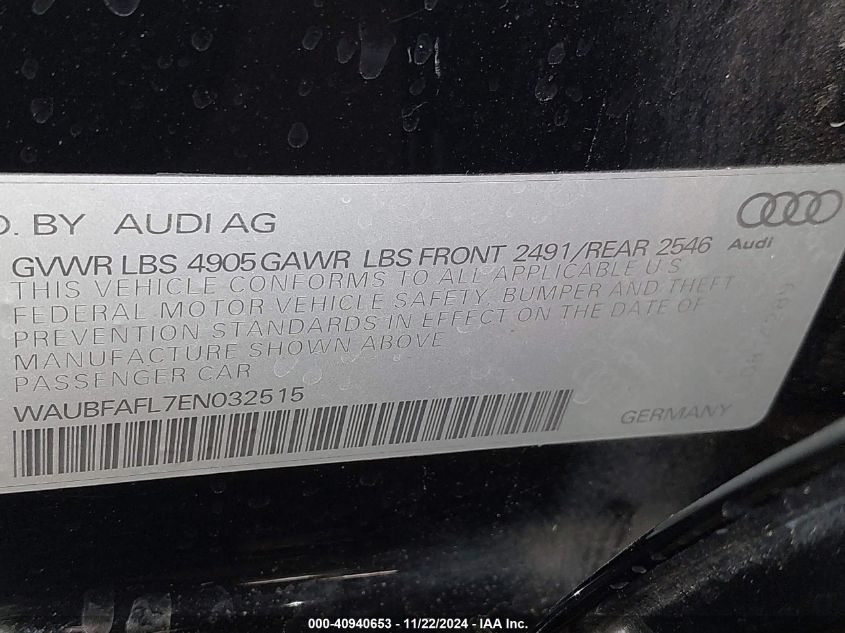 D. BY AUDI AG
GVWR LBS 4905 GAWR LBS FRONT 2491/REAR 2546
Audi
THIS VEHICLE CONFORMS TO ALL APPLICABLE U.S
FEDERAL MOTOR VEHICLE SAFETY, BUMPER AND THEFT
PREVENTION STANDARDS IN EFFECT ON THE DATE OF
MANUFACTURE SHOWN ABOVE
PASSENGER CAR
WAUBFAFL7EN032515
GERMANY
000-40940653 - 11/22/2024 - IAA Inc.